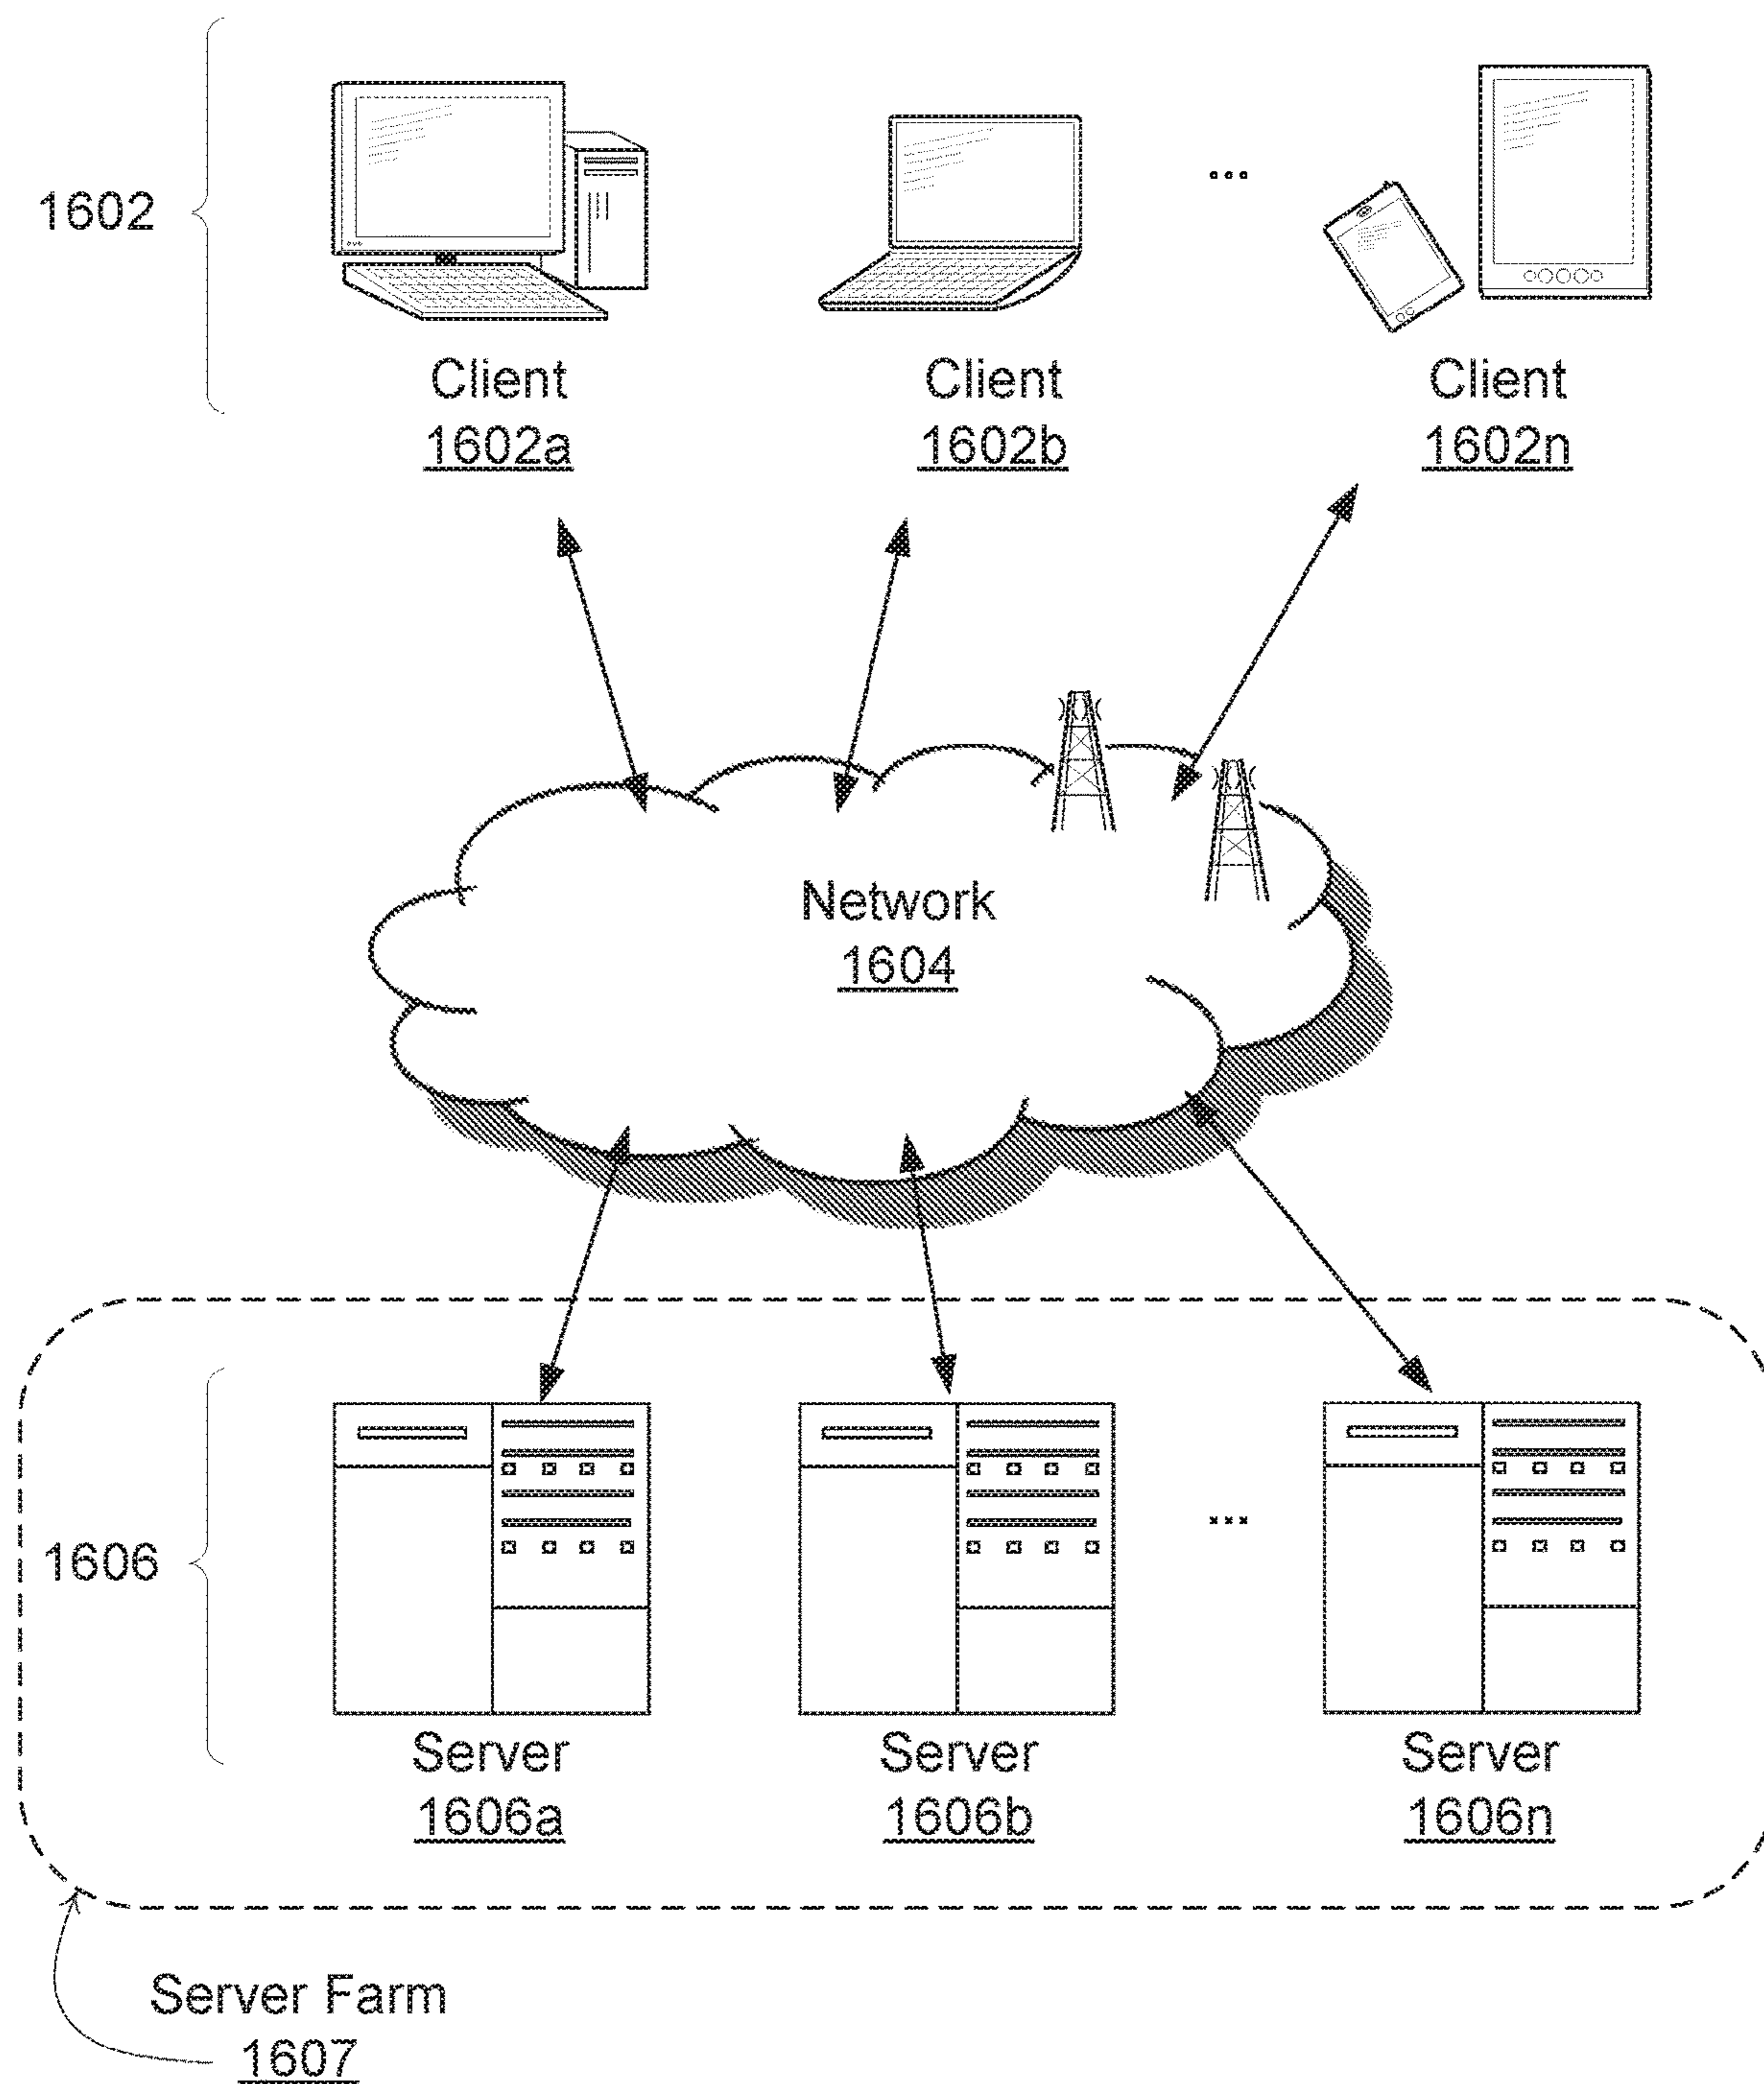 1602
Client
1602a
Client
1602b
...
Client
1602n
Network
1604
1606
Server
1606a
Server
1606b
...
Server
1606n
Server Farm
1607